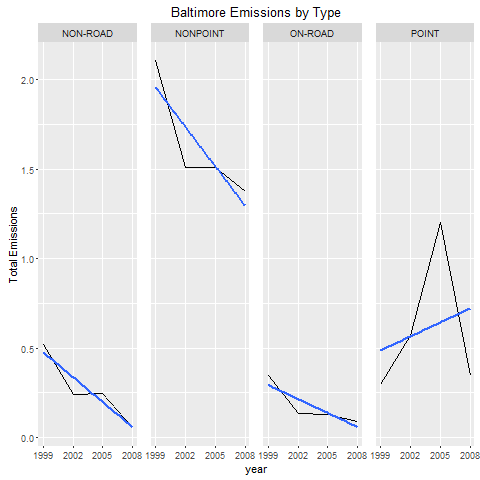 Baltimore Emissions by Type
NON-ROAD NONPOINT ON-ROAD POINT
Total Emissions
2.0
1.5
1.0
0.5
0.0
1999 2002 2005 2008 1999 2002 2005 2008 1999 2002 2005 2008 1999 2002 2005 2008
year